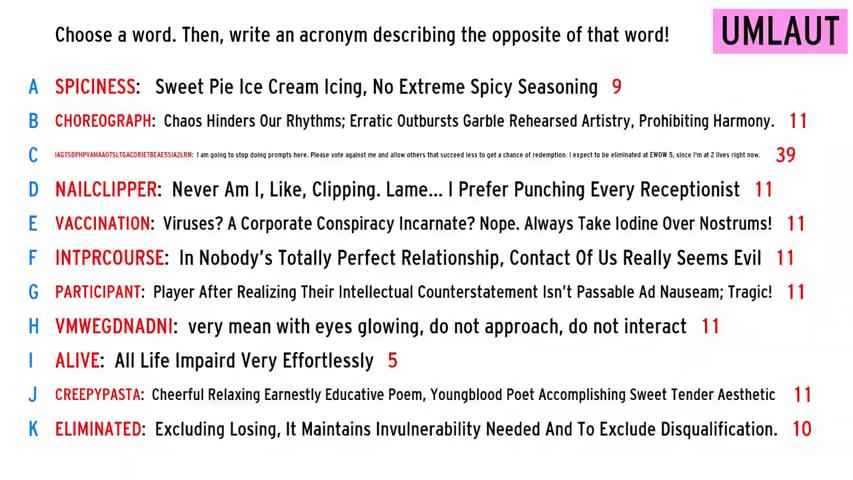 Choose a word. Then, write an acronym describing the opposite of that word!
UMLAUT
A SPICINESS: Sweet Pie Ice Cream Icing, No Extreme Spicy Seasoning 9
B CHOREOGRAPH: Chaos Hinders Our Rhythms; Erratic Outbursts Garble Rehearsed Artistry, Prohibiting Harmony. 11
C I am going to stop doing prompts here. Please vote against me and allow others that succeed less to get a chance of redemption. I expect to be eliminated at EWOW 5, since I'm at 2 lives right now. 39
D NAILCLIPPER: Never Am I, Like, Clipping. Lame... I Prefer Punching Every Receptionist 11
E VACCINATION: Viruses? A Corporate Conspiracy Incarnate? Nope. Always Take Iodine Over Nostrums! 11
F INTPRCOURSE: In Nobody's Totally Perfect Relationship, Contact Of Us Really Seems Evil 11
G PARTICIPANT: Player After Realizing Their Intellectual Counterstatement Isn't Passable Ad Nauseam; Tragic! 11
H VMWEGDNADNI: very mean with eyes glowing, do not approach, do not interact 11
I ALIVE: All Life Impaird Very Effortlessly 5
J CREEPYPASTA: Cheerful Relaxing Earnestly Educative Poem, Youngblood Poet Accomplishing Sweet Tender Aesthetic 11
K ELIMINATED: Excluding Losing, It Maintains Invulnerability Needed And To Exclude Disqualification. 10